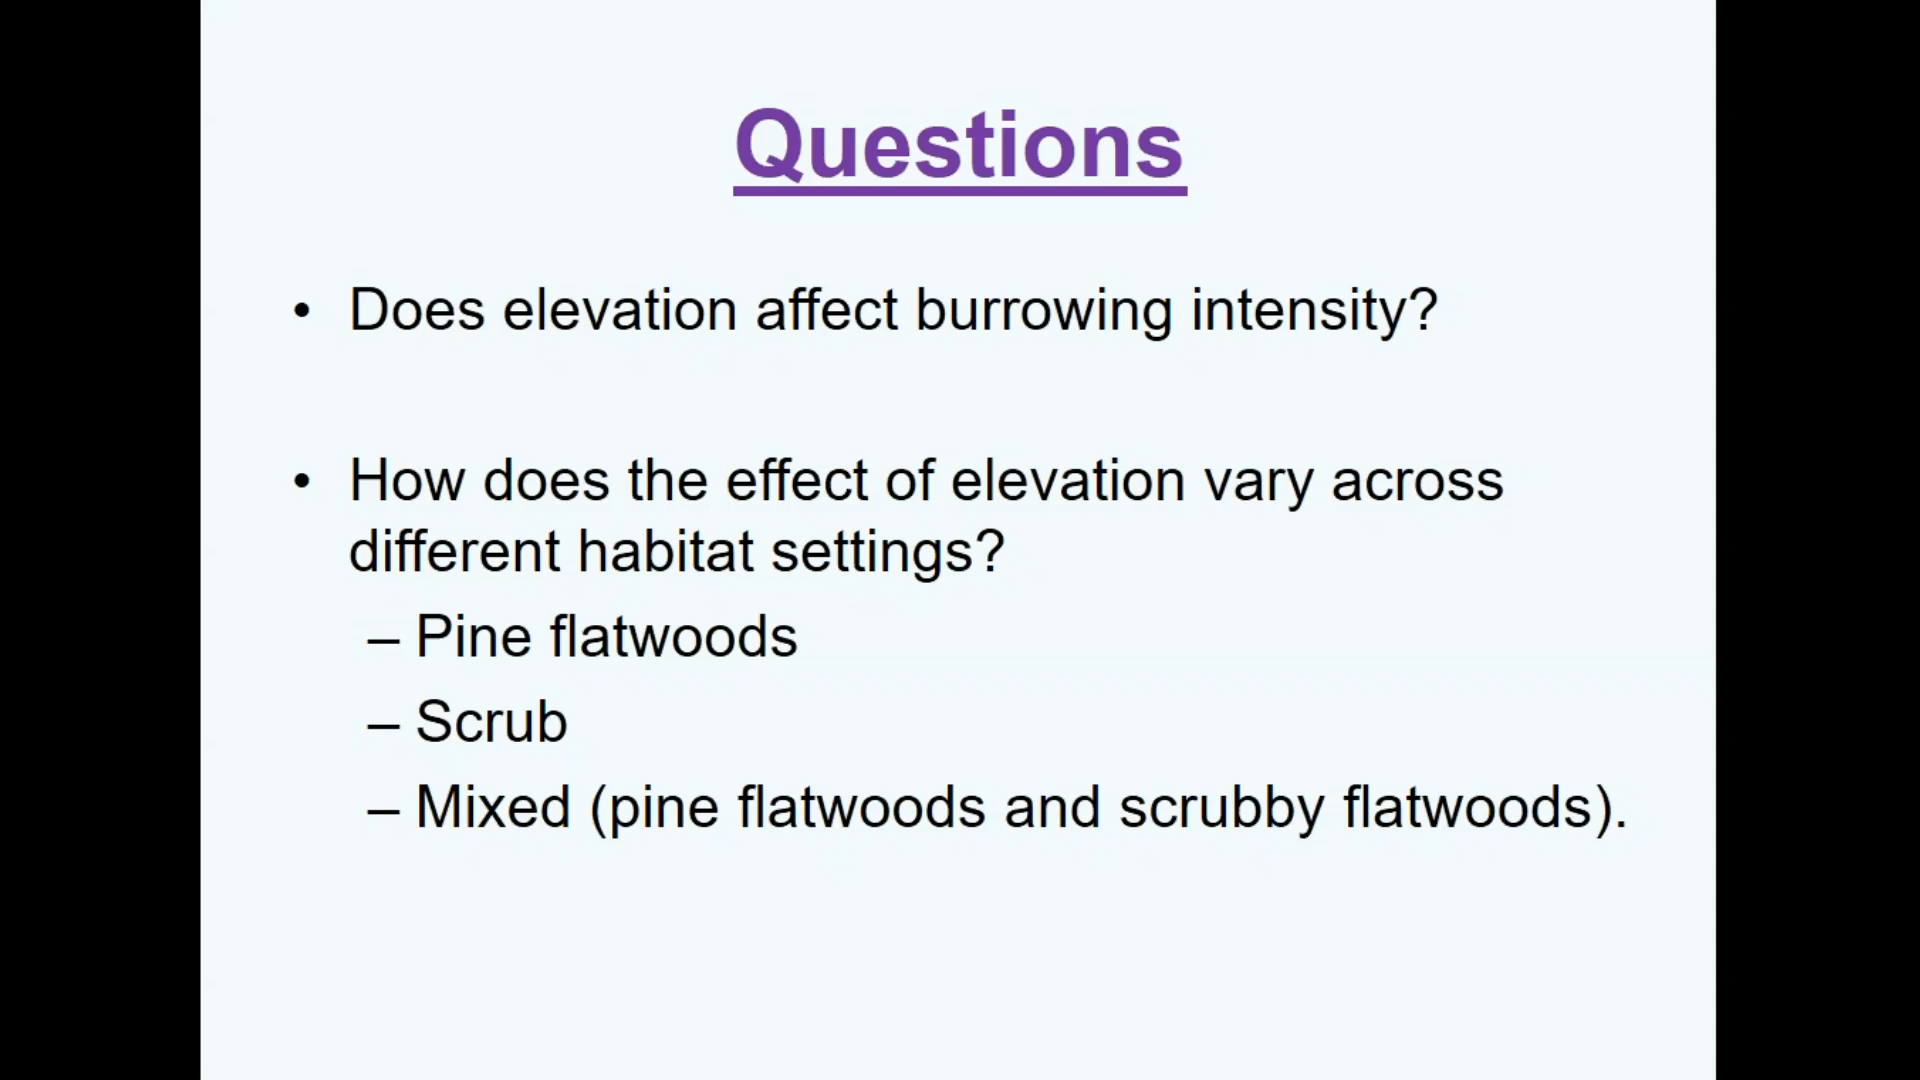 Questions
• Does elevation affect burrowing intensity?
• How does the effect of elevation vary across
different habitat settings?
– Pine flatwoods
– Scrub
– Mixed (pine flatwoods and scrubby flatwoods).